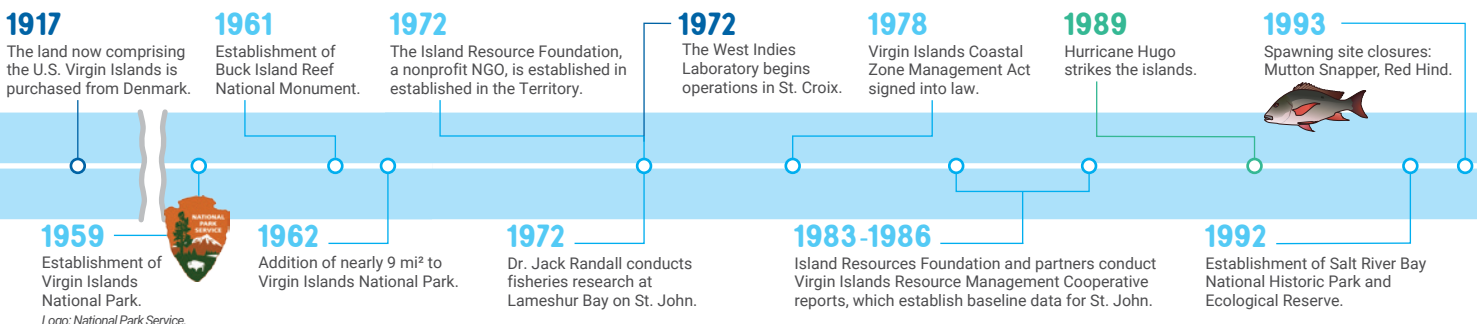 1917
The land now comprising
the U.S. Virgin Islands is
purchased from Denmark.
1961
Establishment of
Buck Island Reef
National Monument.
1972
The Island Resource Foundation,
a nonprofit NGO, is established in
established in the Territory.
1972
The West Indies
Laboratory begins
operations in St. Croix.
1978
Virgin Islands Coastal
Zone Management Act
signed into law.
1989
Hurricane Hugo
strikes the islands.
1993
Spawning site closures:
Mutton Snapper, Red Hind.
1959
Establishment of
Virgin Islands
National Park.
Logo: National Park Service.
NATIONAL
PARK
SERVICE
1962
Addition of nearly 9 mi² to
Virgin Islands National Park.
1972
Dr. Jack Randall conducts
fisheries research at
Lameshur Bay on St. John.
1983-1986
Island Resources Foundation and partners conduct
Virgin Islands Resource Management Cooperative
reports, which establish baseline data for St. John.
1992
Establishment of Salt River Bay
National Historic Park and
Ecological Reserve.